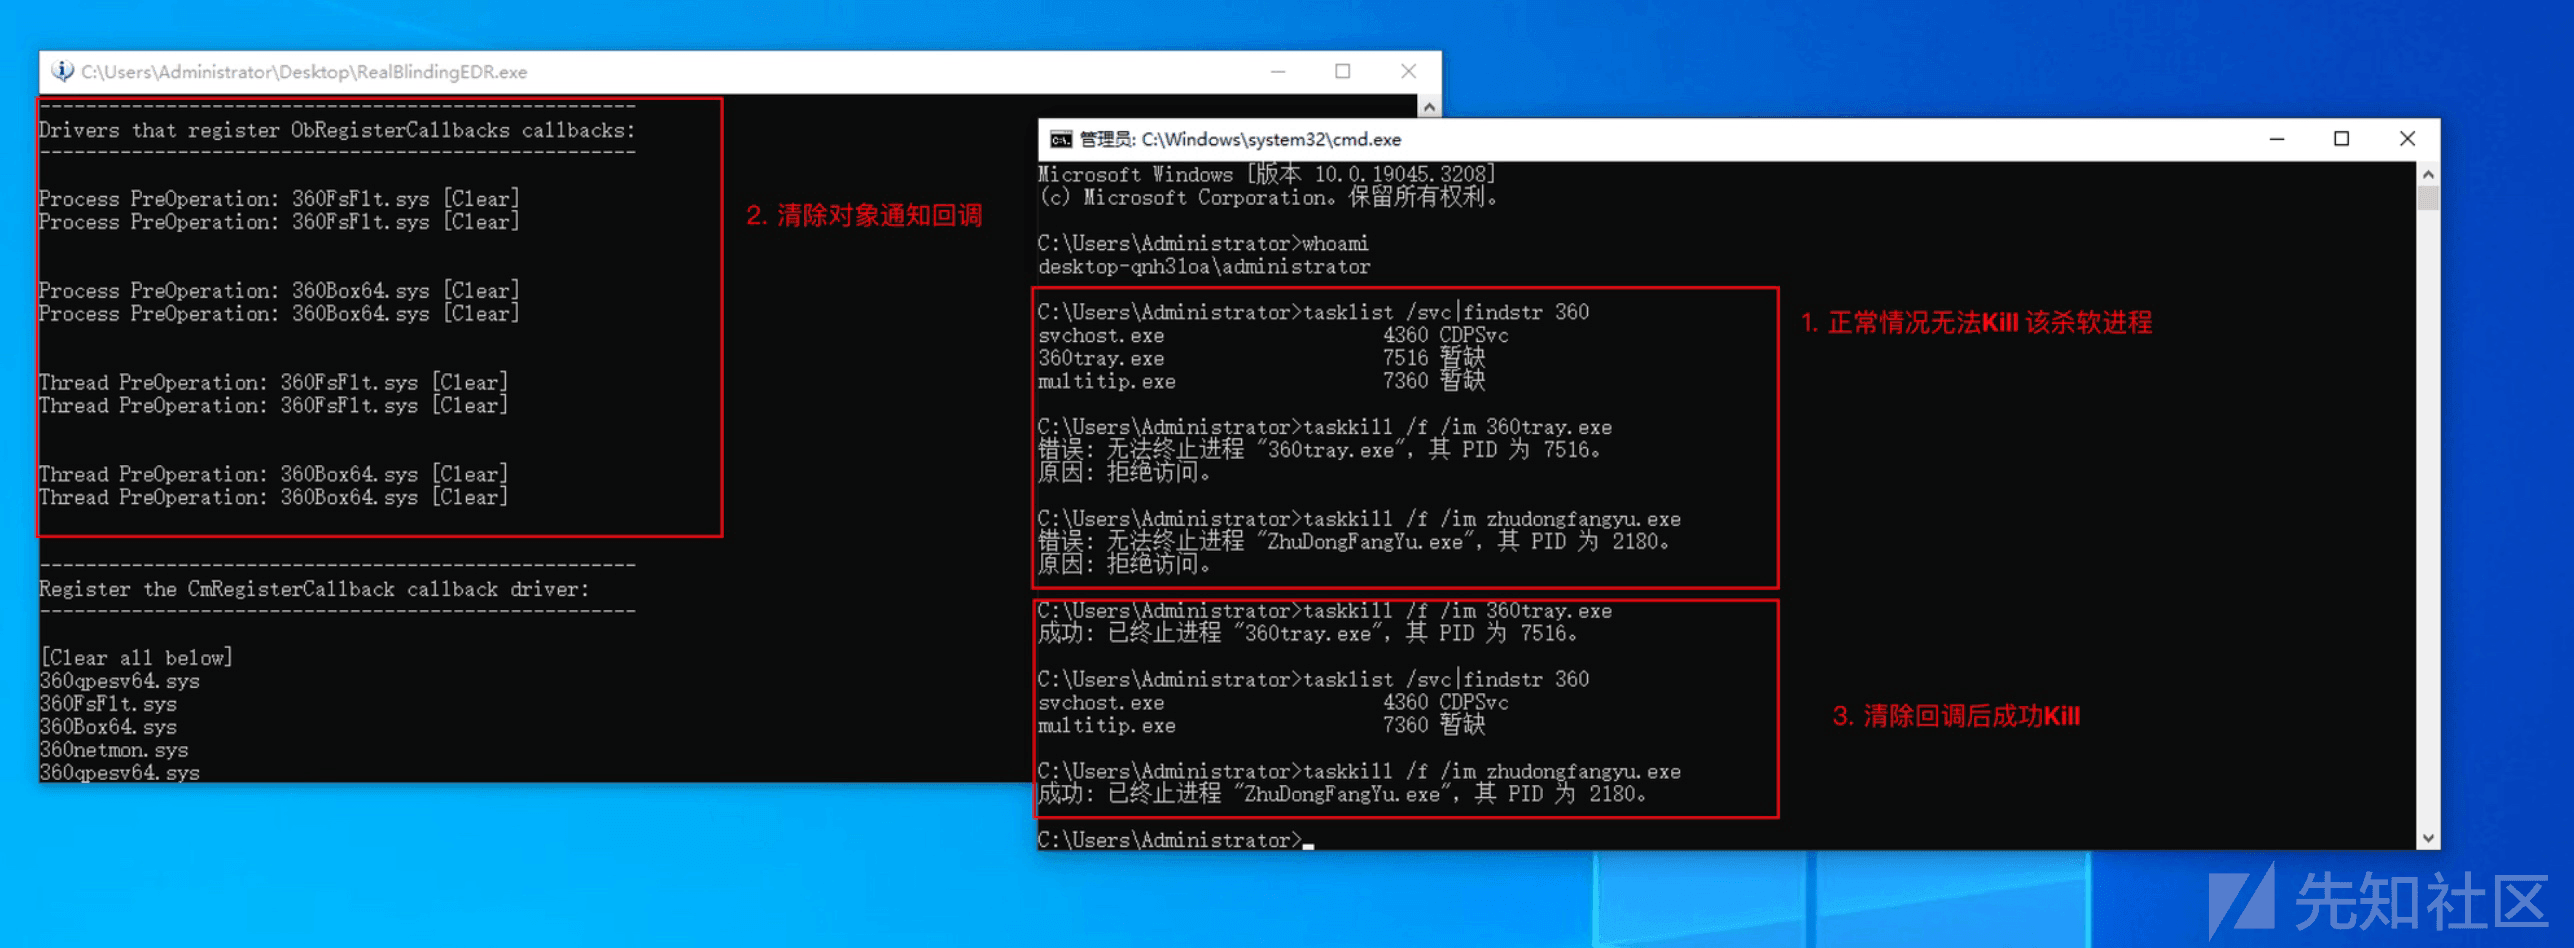 C:\Users\Administrator\Desktop\RealBlindingEDR.exe
------------------------------------------------------
Drivers that register ObRegisterCallbacks callbacks:
------------------------------------------------------
Process PreOperation: 360FsFlt.sys [Clear]
Process PreOperation: 360FsFlt.sys [Clear]
Process PreOperation: 360Box64.sys [Clear]
Process PreOperation: 360Box64.sys [Clear]
Thread PreOperation: 360FsFlt.sys [Clear]
Thread PreOperation: 360FsFlt.sys [Clear]
Thread PreOperation: 360Box64.sys [Clear]
Thread PreOperation: 360Box64.sys [Clear]
------------------------------------------------------
Register the CmRegisterCallback callback driver:
------------------------------------------------------
[Clear all below]
360qpesv64.sys
360FsFlt.sys
360Box64.sys
360netmon.sys
360qpesv64.sys
2. 清除对象通知回调
管理员: C:\Windows\system32\cmd.exe
Microsoft Windows [版本 10.0.19045.3208]
(c) Microsoft Corporation。保留所有权利。
C:\Users\Administrator>whoami
desktop-qnh31oa\administrator
C:\Users\Administrator>tasklist /svc|findstr 360
svchost.exe 4360 CDPSvc
360tray.exe 7516 暂缺
multitip.exe 7360 暂缺
C:\Users\Administrator>taskkill /f /im 360tray.exe
错误: 无法终止进程 "360tray.exe"，其 PID 为 7516。
原因: 拒绝访问。
C:\Users\Administrator>taskkill /f /im zhudongfangyu.exe
错误: 无法终止进程 "ZhuDongFangYu.exe"，其 PID 为 2180。
原因: 拒绝访问。
1. 正常情况无法Kill 该杀软进程
C:\Users\Administrator>taskkill /f /im 360tray.exe
成功: 已终止进程 "360tray.exe"，其 PID 为 7516。
C:\Users\Administrator>tasklist /svc|findstr 360
svchost.exe 4360 CDPSvc
multitip.exe 7360 暂缺
C:\Users\Administrator>taskkill /f /im zhudongfangyu.exe
成功: 已终止进程 "ZhuDongFangYu.exe"，其 PID 为 2180。
3. 清除回调后成功Kill
C:\Users\Administrator>
先知社区